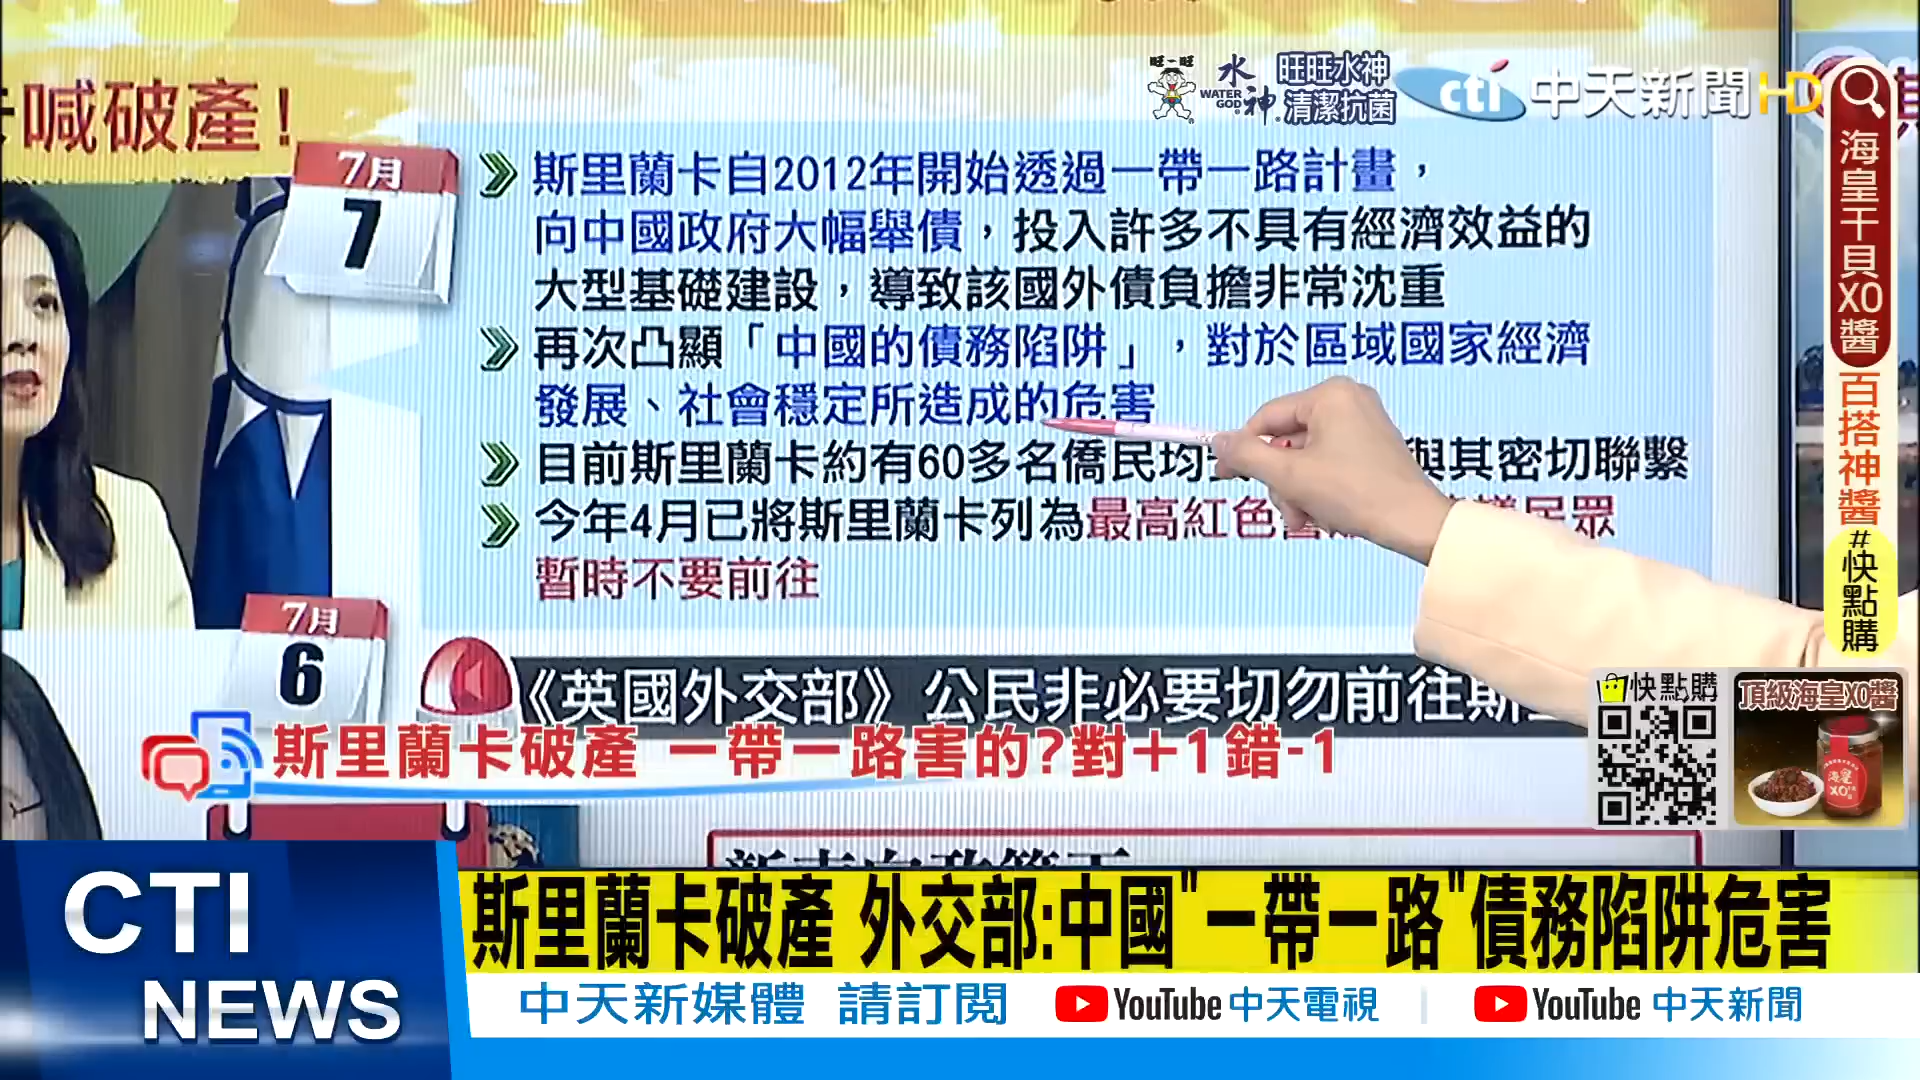 旺一旺
水神
WATER GOD
旺旺水神
清潔抗菌
cti 中天新聞HD
喊破產!
7月
7
斯里蘭卡自2012年開始透過一帶一路計畫，
向中國政府大幅舉債，投入許多不具有經濟效益的
大型基礎建設，導致該國外債負擔非常沈重
再次凸顯「中國的債務陷阱」，對於區域國家經濟
發展、社會穩定所造成的危害
目前斯里蘭卡約有60多名僑民均 與其密切聯繫
今年4月已將斯里蘭卡列為最高紅色 民眾
暫時不要前往
7月
6
《英國外交部》公民非必要切勿前往斯
斯里蘭卡破產 一帶一路害的?對+1錯-1
海皇干貝XO醬
百搭神醬
#快點購
快點購
頂級海皇XO醬
海皇
XO
CTI
NEWS
斯里蘭卡破產 外交部:中國"一帶一路"債務陷阱危害
中天新媒體 請訂閱 YouTube 中天電視 | YouTube 中天新聞